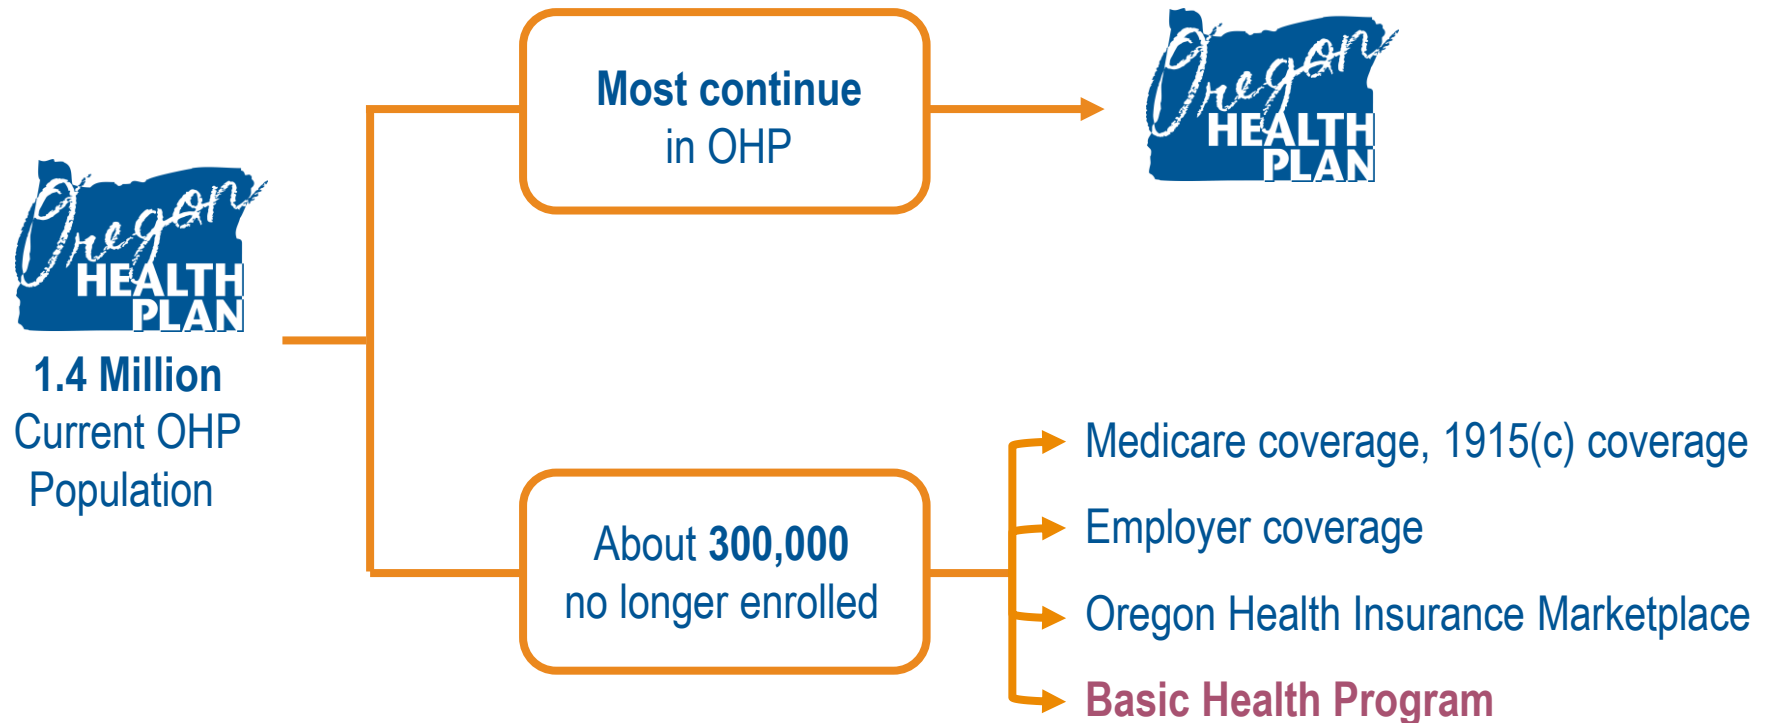 Oregon
HEALTH
PLAN
1.4 Million
Current OHP
Population
Most continue
in OHP
Oregon
HEALTH
PLAN
About 300,000
no longer enrolled
Medicare coverage, 1915(c) coverage
Employer coverage
Oregon Health Insurance Marketplace
Basic Health Program